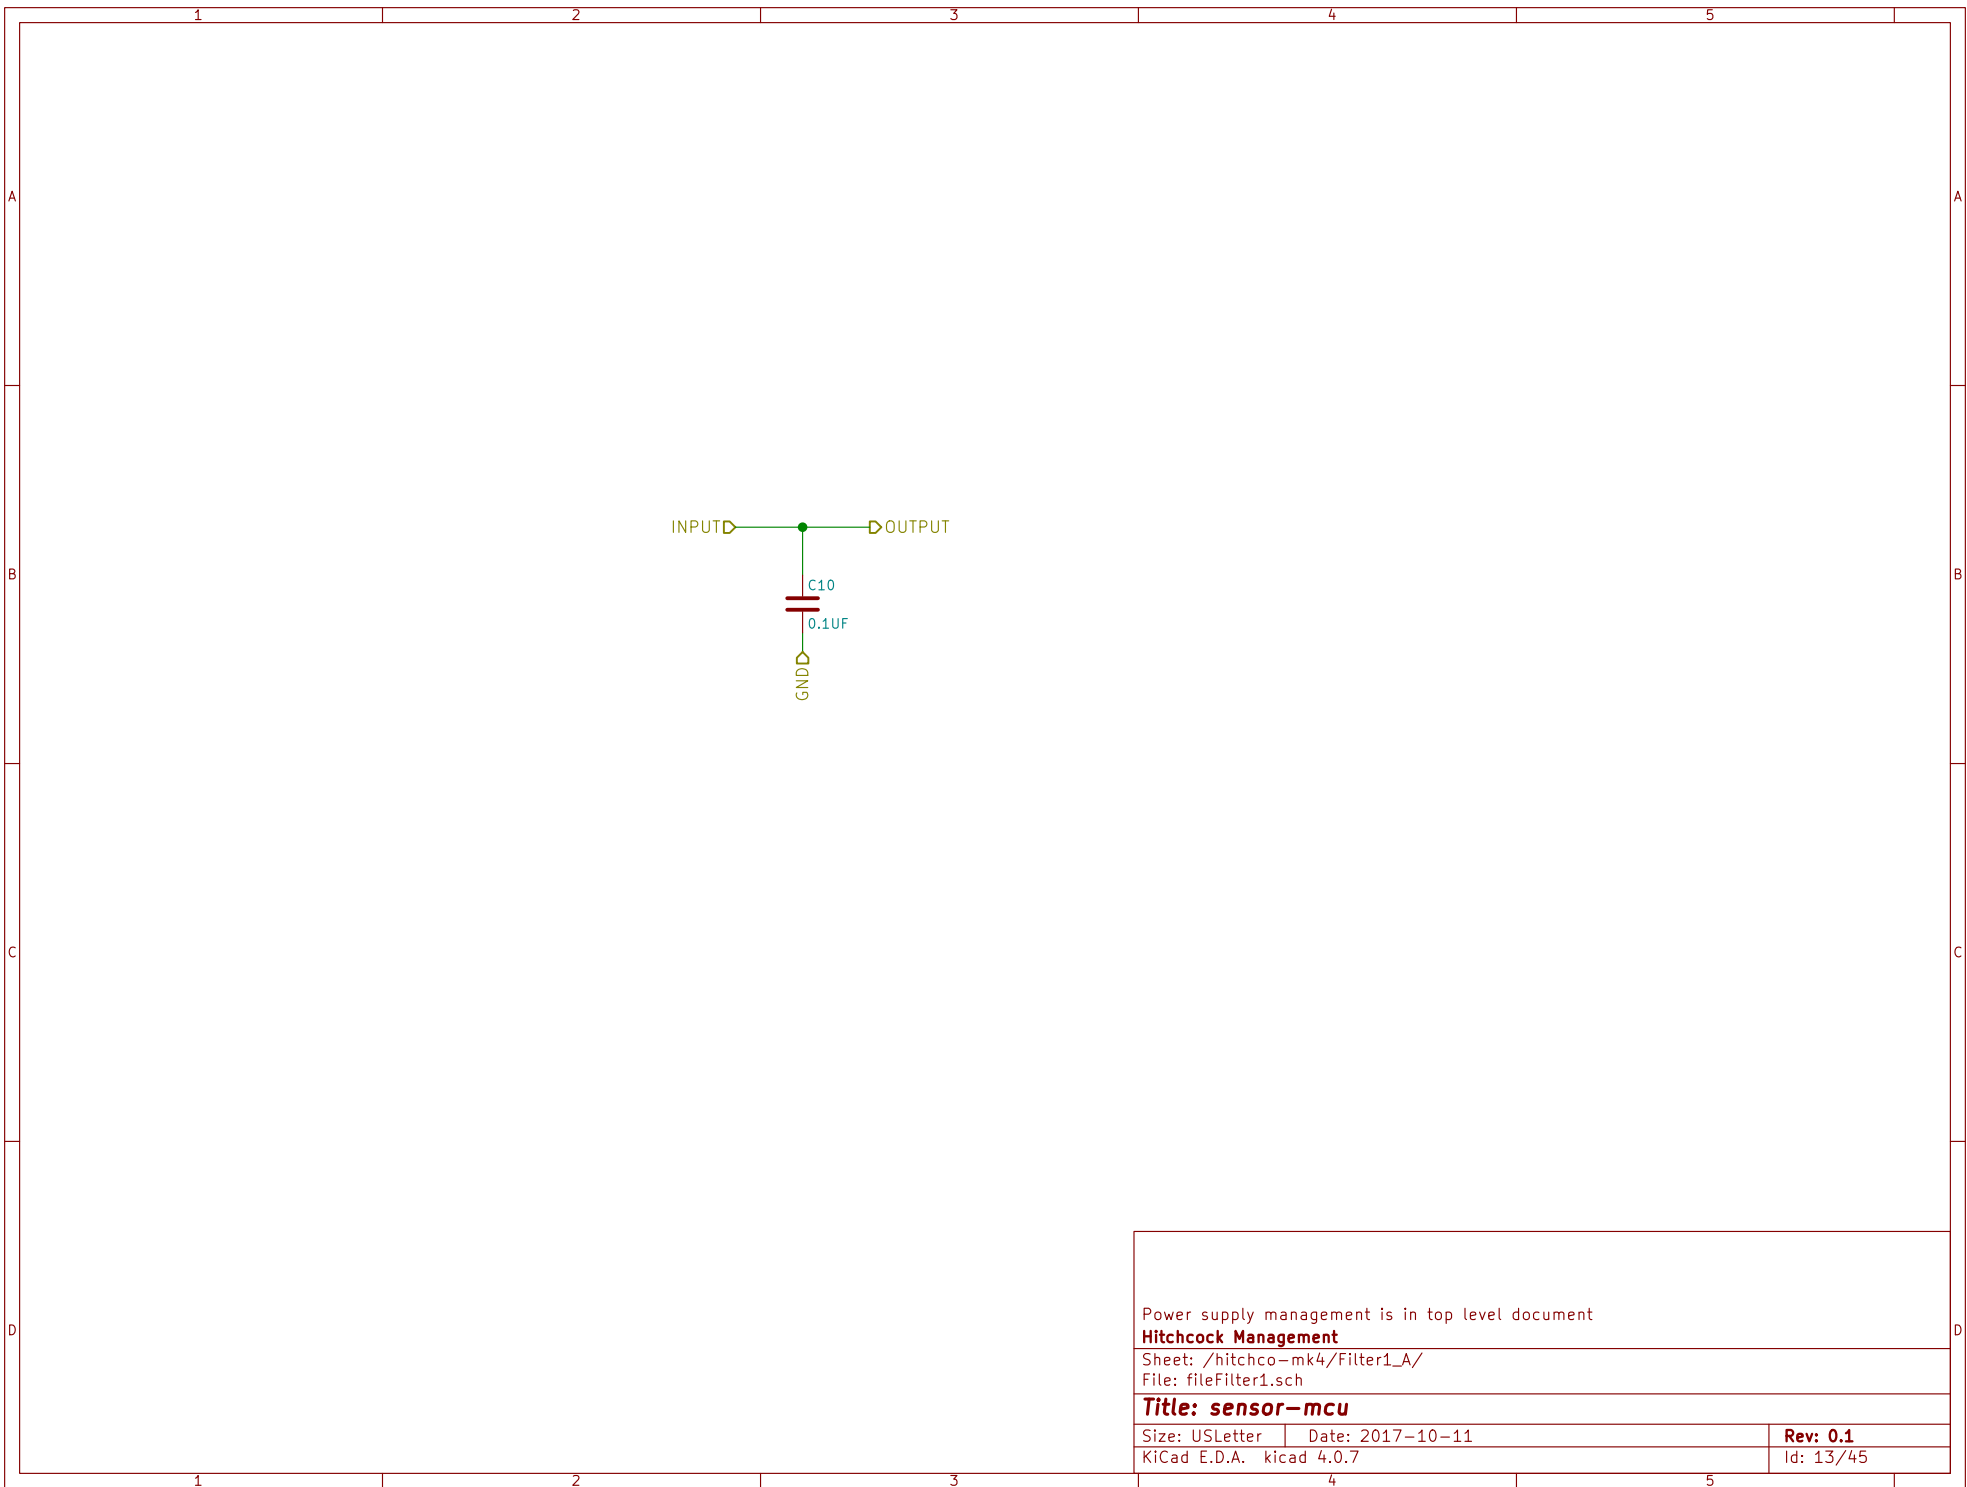 1 2 3 4 5
A A
INPUT OUTPUT
B B
C10
0.1UF
GND
C C
Power supply management is in top level document
D D
Hitchcock Management
Sheet: /hitchco-mk4/Filter1_A/
File: fileFilter1.sch
Title: sensor-mcu
Size: USLetter Date: 2017-10-11 Rev: 0.1
KiCad E.D.A. kicad 4.0.7 Id: 13/45
1 2 3 4 5